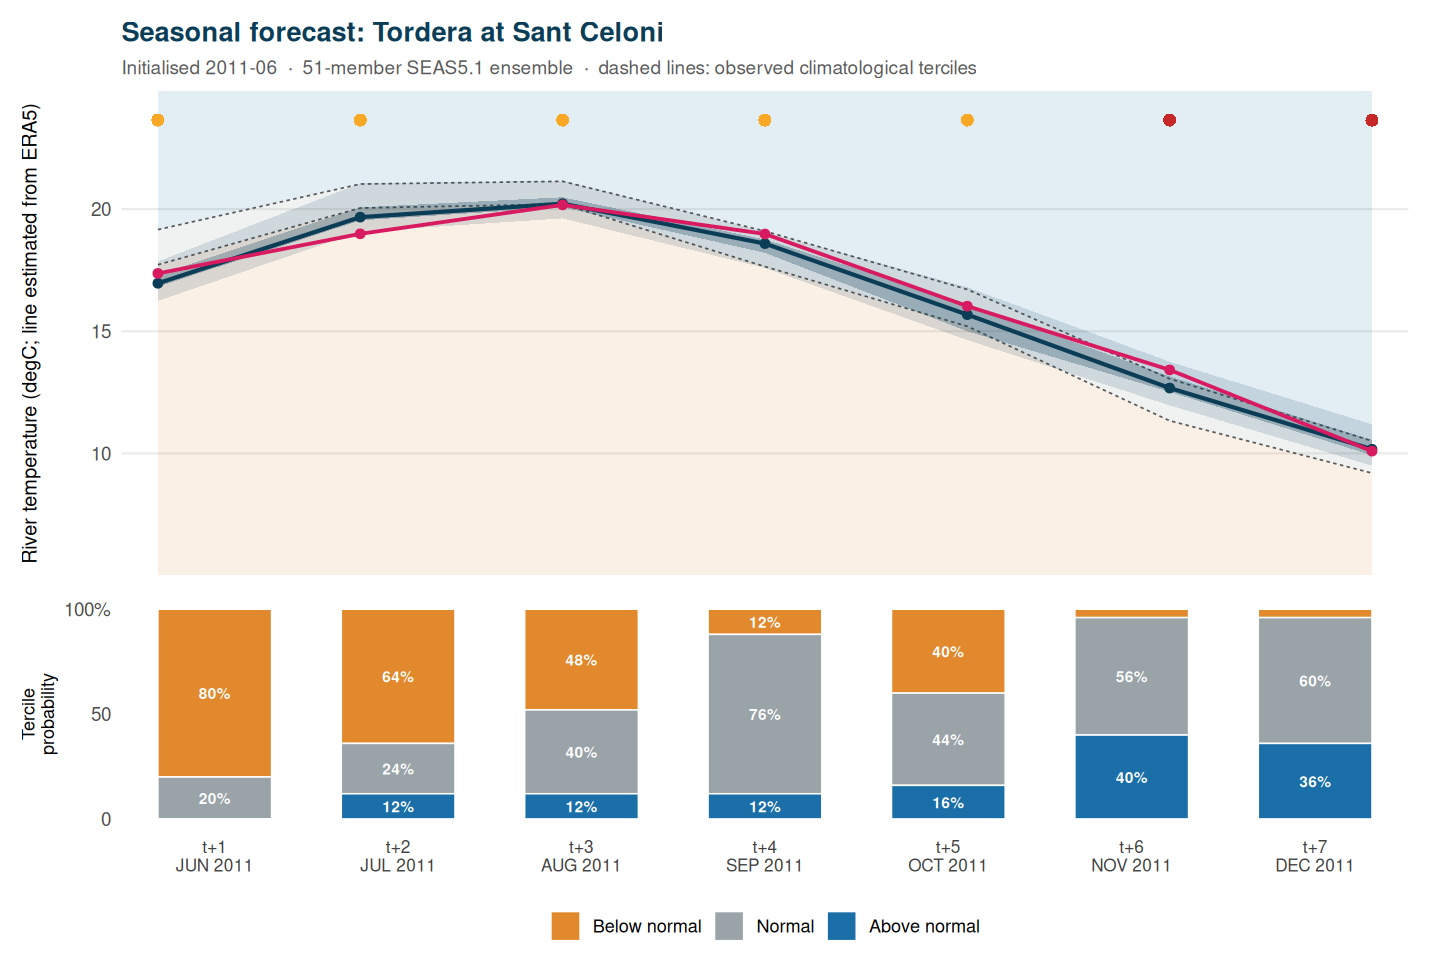 Seasonal forecast: Tordera at Sant Celoni
Initialised 2011-06 · 51-member SEAS5.1 ensemble · dashed lines: observed climatological terciles
River temperature (degC; line estimated from ERA5)
20
15
10
Tercile
probability
100%
50
0
80%
20%
64%
24%
12%
48%
40%
12%
12%
76%
12%
40%
44%
16%
56%
40%
60%
36%
t+1
JUN 2011
t+2
JUL 2011
t+3
AUG 2011
t+4
SEP 2011
t+5
OCT 2011
t+6
NOV 2011
t+7
DEC 2011
Below normal
Normal
Above normal